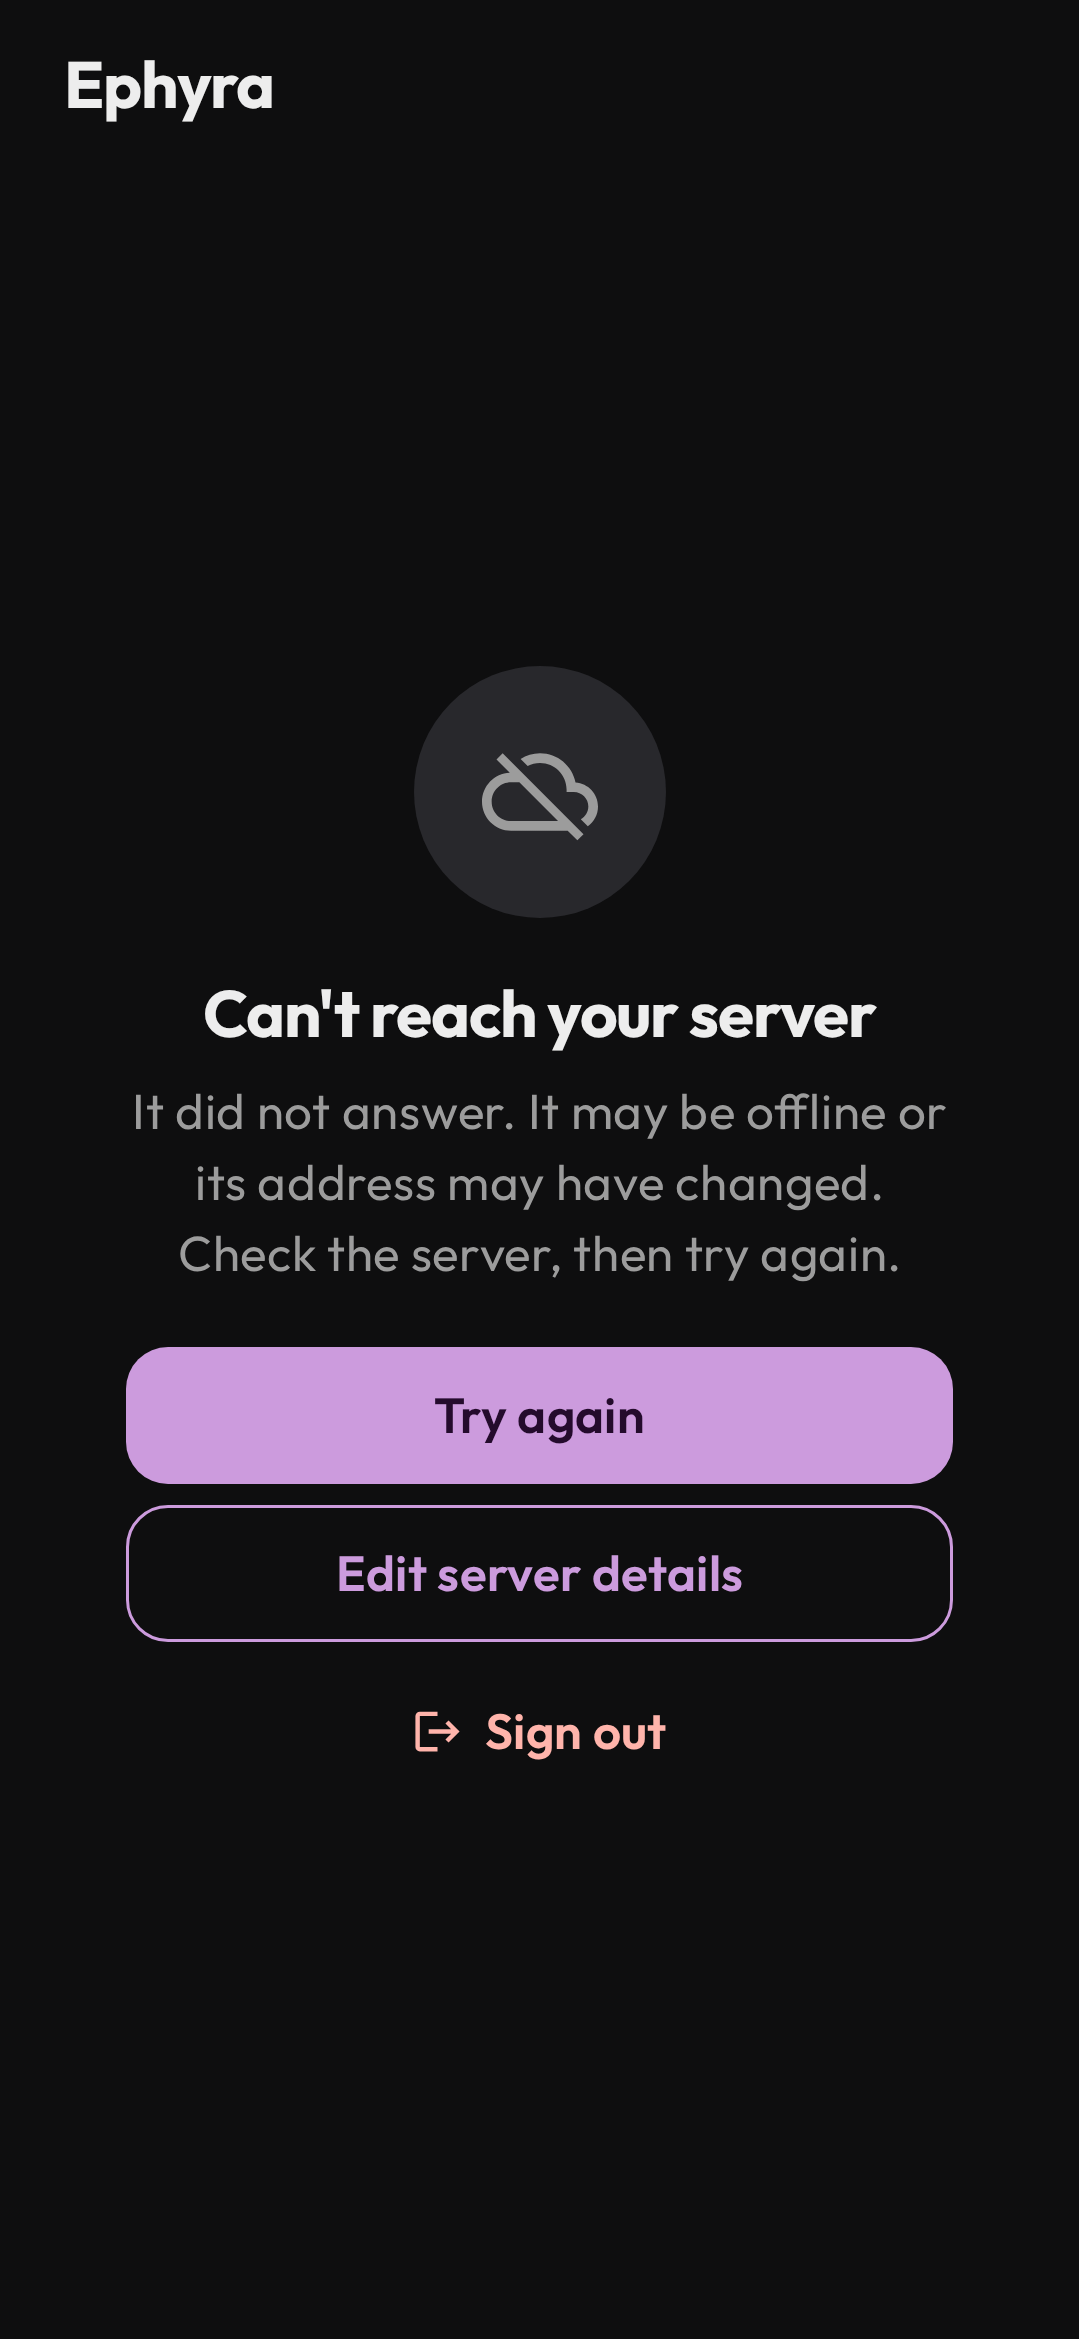 Ephyra
Can't reach your server
It did not answer. It may be offline or
its address may have changed.
Check the server, then try again.
Try again
Edit server details
Sign out